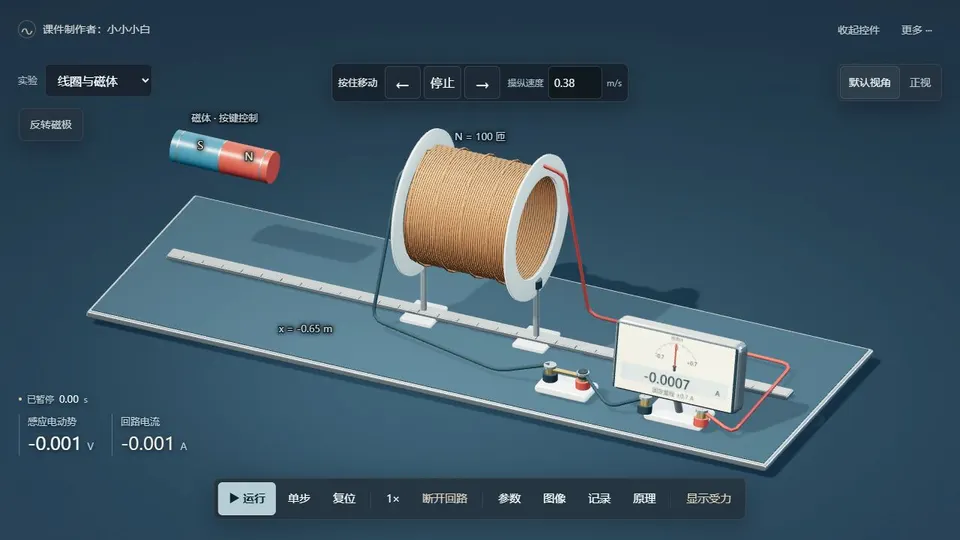 课件制作者：小小小白
收起控件
更多
实验
线圈与磁体
按住移动
←
停止
→
操纵速度
0.38
m/s
默认视角
正视
反转磁极
磁体 · 按键控制
S
N
N = 100 匝
x = -0.65 m
-0.7
+0.7
-0.0007
A
• 已暂停 0.00 s
感应电动势
回路电流
-0.001 V
-0.001 A
▶ 运行
单步
复位
1×
断开回路
参数
图像
记录
原理
显示受力